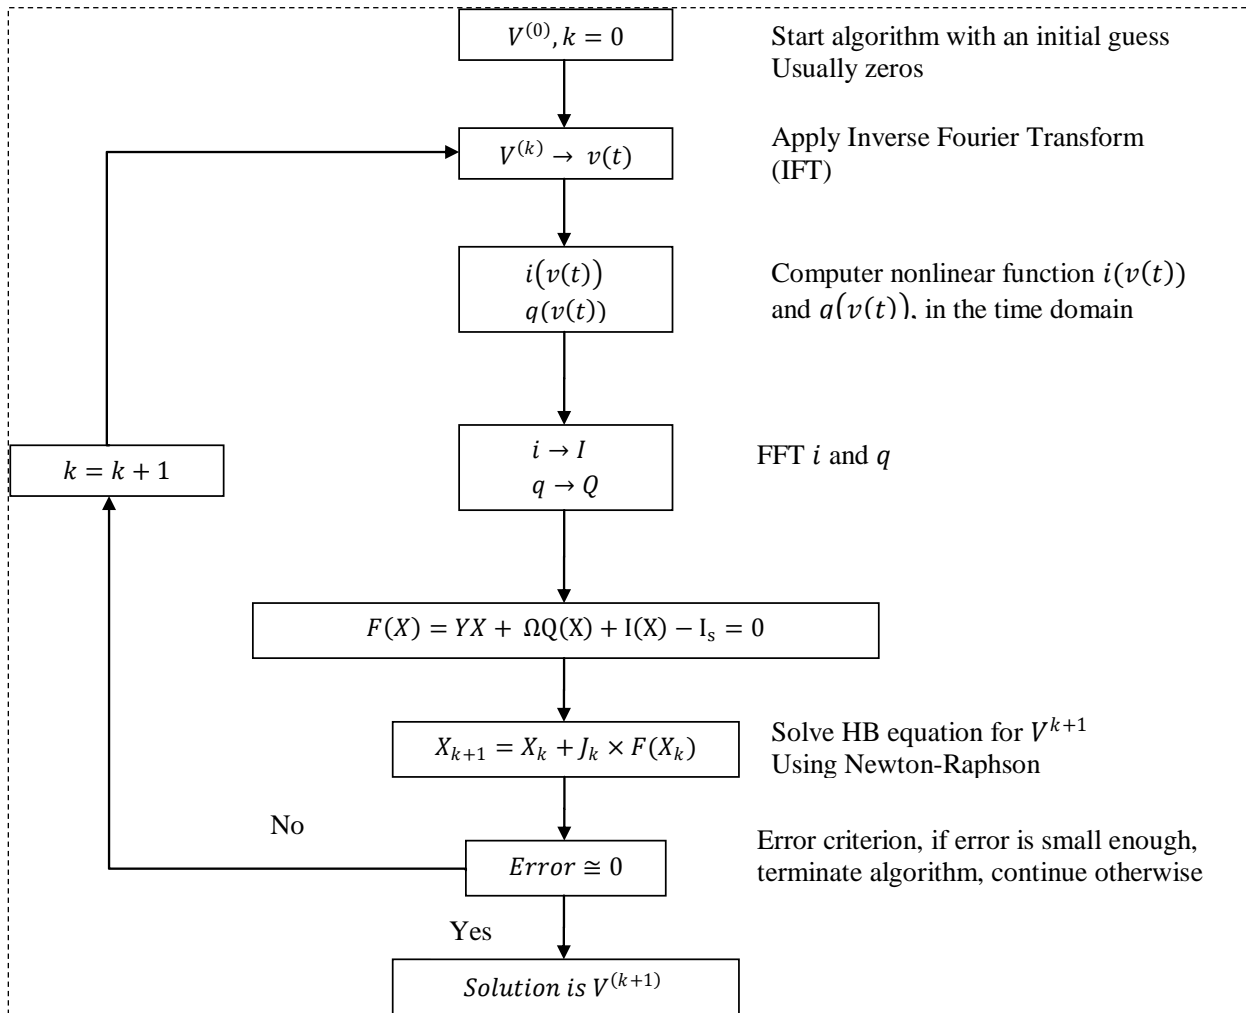 V^{(0)}, k = 0
Start algorithm with an initial guess
Usually zeros
V^{(k)} → v(t)
Apply Inverse Fourier Transform
(IFT)
i(v(t))
q(v(t))
Computer nonlinear function i(v(t))
and q(v(t)), in the time domain
k = k + 1
i → I
q → Q
FFT i and q
F(X) = YX + ΩQ(X) + I(X) − I_s = 0
X_{k+1} = X_k + J_k × F(X_k)
Solve HB equation for V^{k+1}
Using Newton-Raphson
No
Error ≅ 0
Error criterion, if error is small enough,
terminate algorithm, continue otherwise
Yes
Solution is V^{(k+1)}